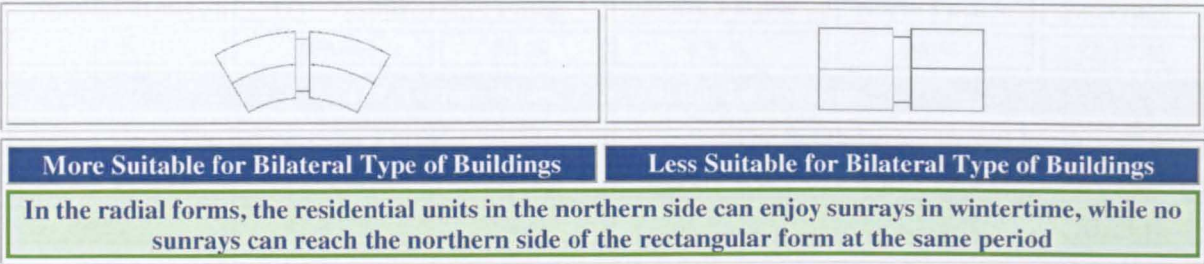 More Suitable for Bilateral Type of Buildings
Less Suitable for Bilateral Type of Buildings
In the radial forms, the residential units in the northern side can enjoy sunrays in wintertime, while no
sunrays can reach the northern side of the rectangular form at the same period